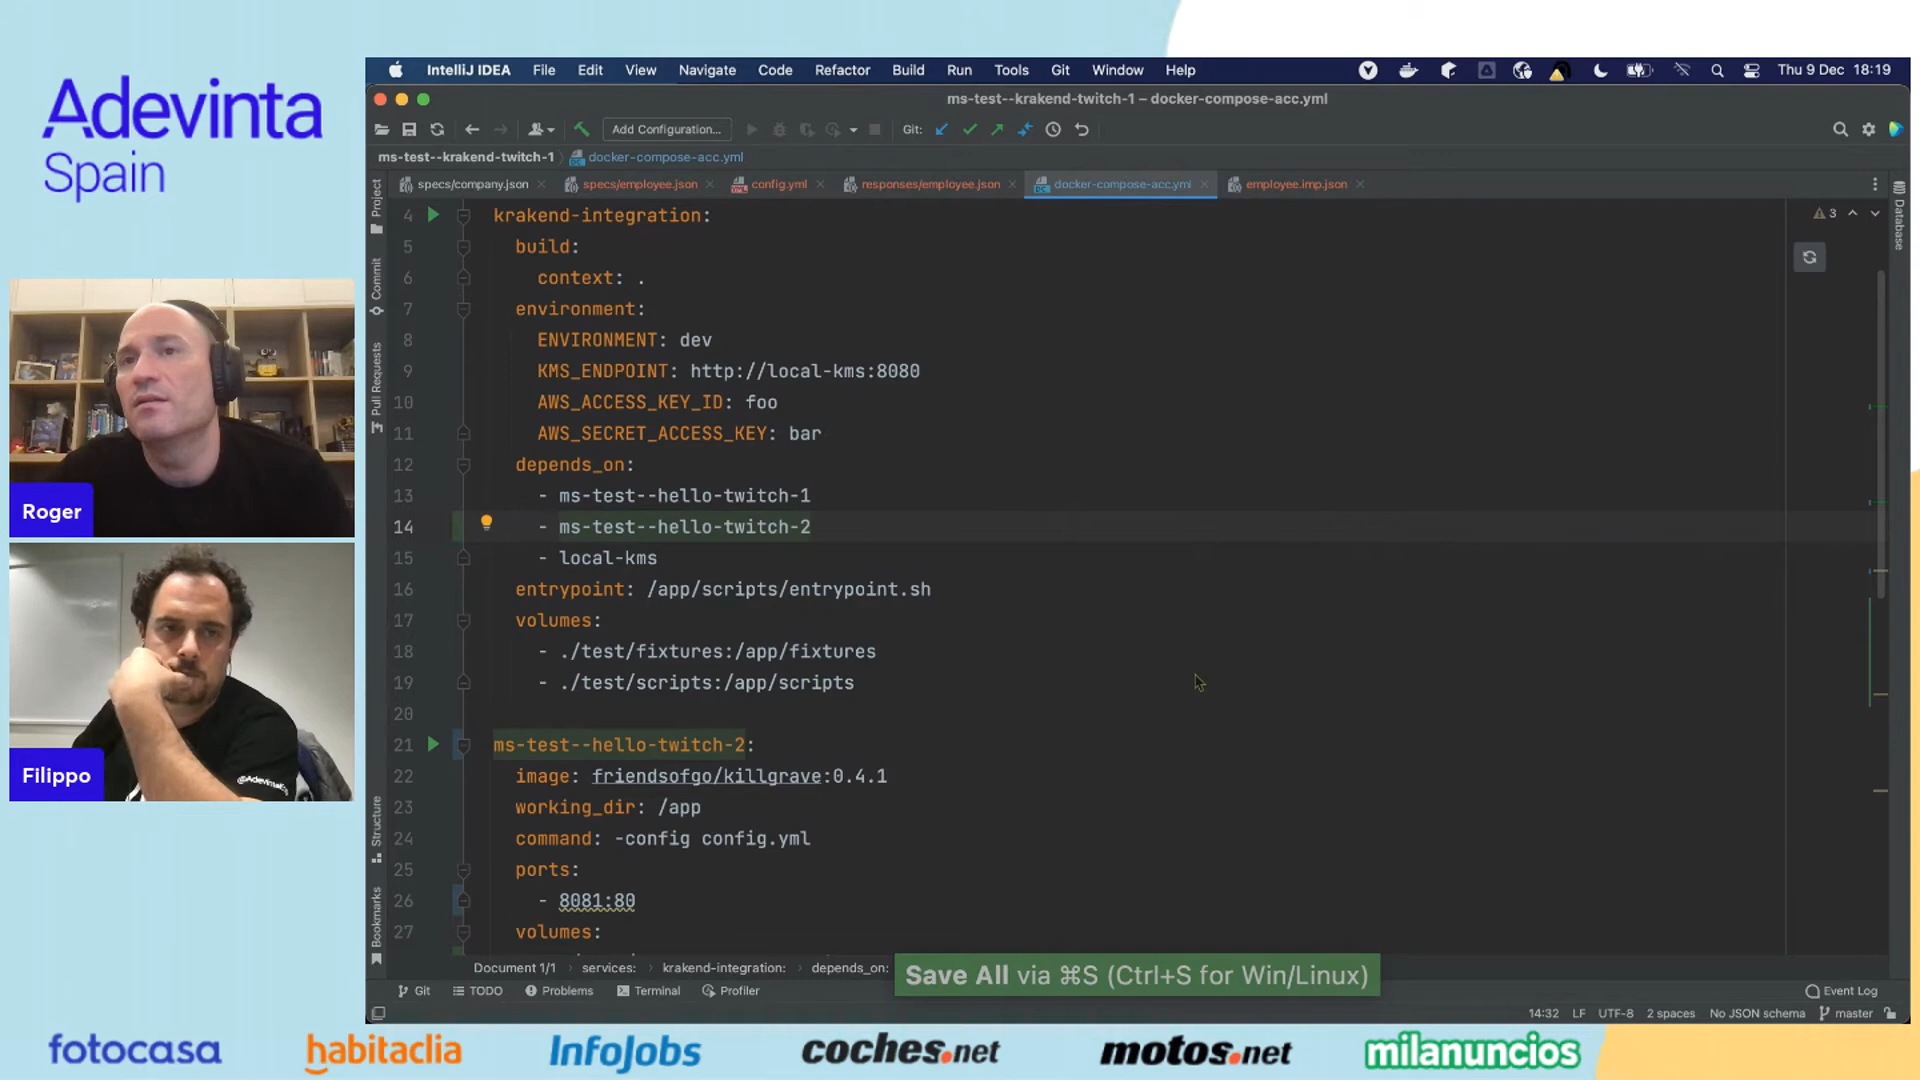 Adevinta
Spain
IntelliJ IDEA File Edit View Navigate Code Refactor Build Run Tools Git Window Help Thu 9 Dec 18:19
ms-test--krakend-twitch-1 – docker-compose-acc.yml
Add Configuration... Git:
ms-test--krakend-twitch-1 docker-compose-acc.yml
specs/company.json specs/employee.json config.yml responses/employee.json docker-compose-acc.yml employee.imp.json
Project
Commit
Pull Requests
Structure
Bookmarks
Database
3
4 krakend-integration:
5 build:
6 context: .
7 environment:
8 ENVIRONMENT: dev
9 KMS_ENDPOINT: http://local-kms:8080
10 AWS_ACCESS_KEY_ID: foo
11 AWS_SECRET_ACCESS_KEY: bar
12 depends_on:
13 - ms-test--hello-twitch-1
14 - ms-test--hello-twitch-2
15 - local-kms
16 entrypoint: /app/scripts/entrypoint.sh
17 volumes:
18 - ./test/fixtures:/app/fixtures
19 - ./test/scripts:/app/scripts
20
21 ms-test--hello-twitch-2:
22 image: friendsofgo/killgrave:0.4.1
23 working_dir: /app
24 command: -config config.yml
25 ports:
26 - 8081:80
27 volumes:
Document 1/1 services: krakend-integration: depends_on:
Save All via ⌘S (Ctrl+S for Win/Linux)
Git TODO Problems Terminal Profiler Event Log
14:32 LF UTF-8 2 spaces No JSON schema master
Roger
Filippo
fotocasa habitaclia InfoJobs coches.net motos.net milanuncios